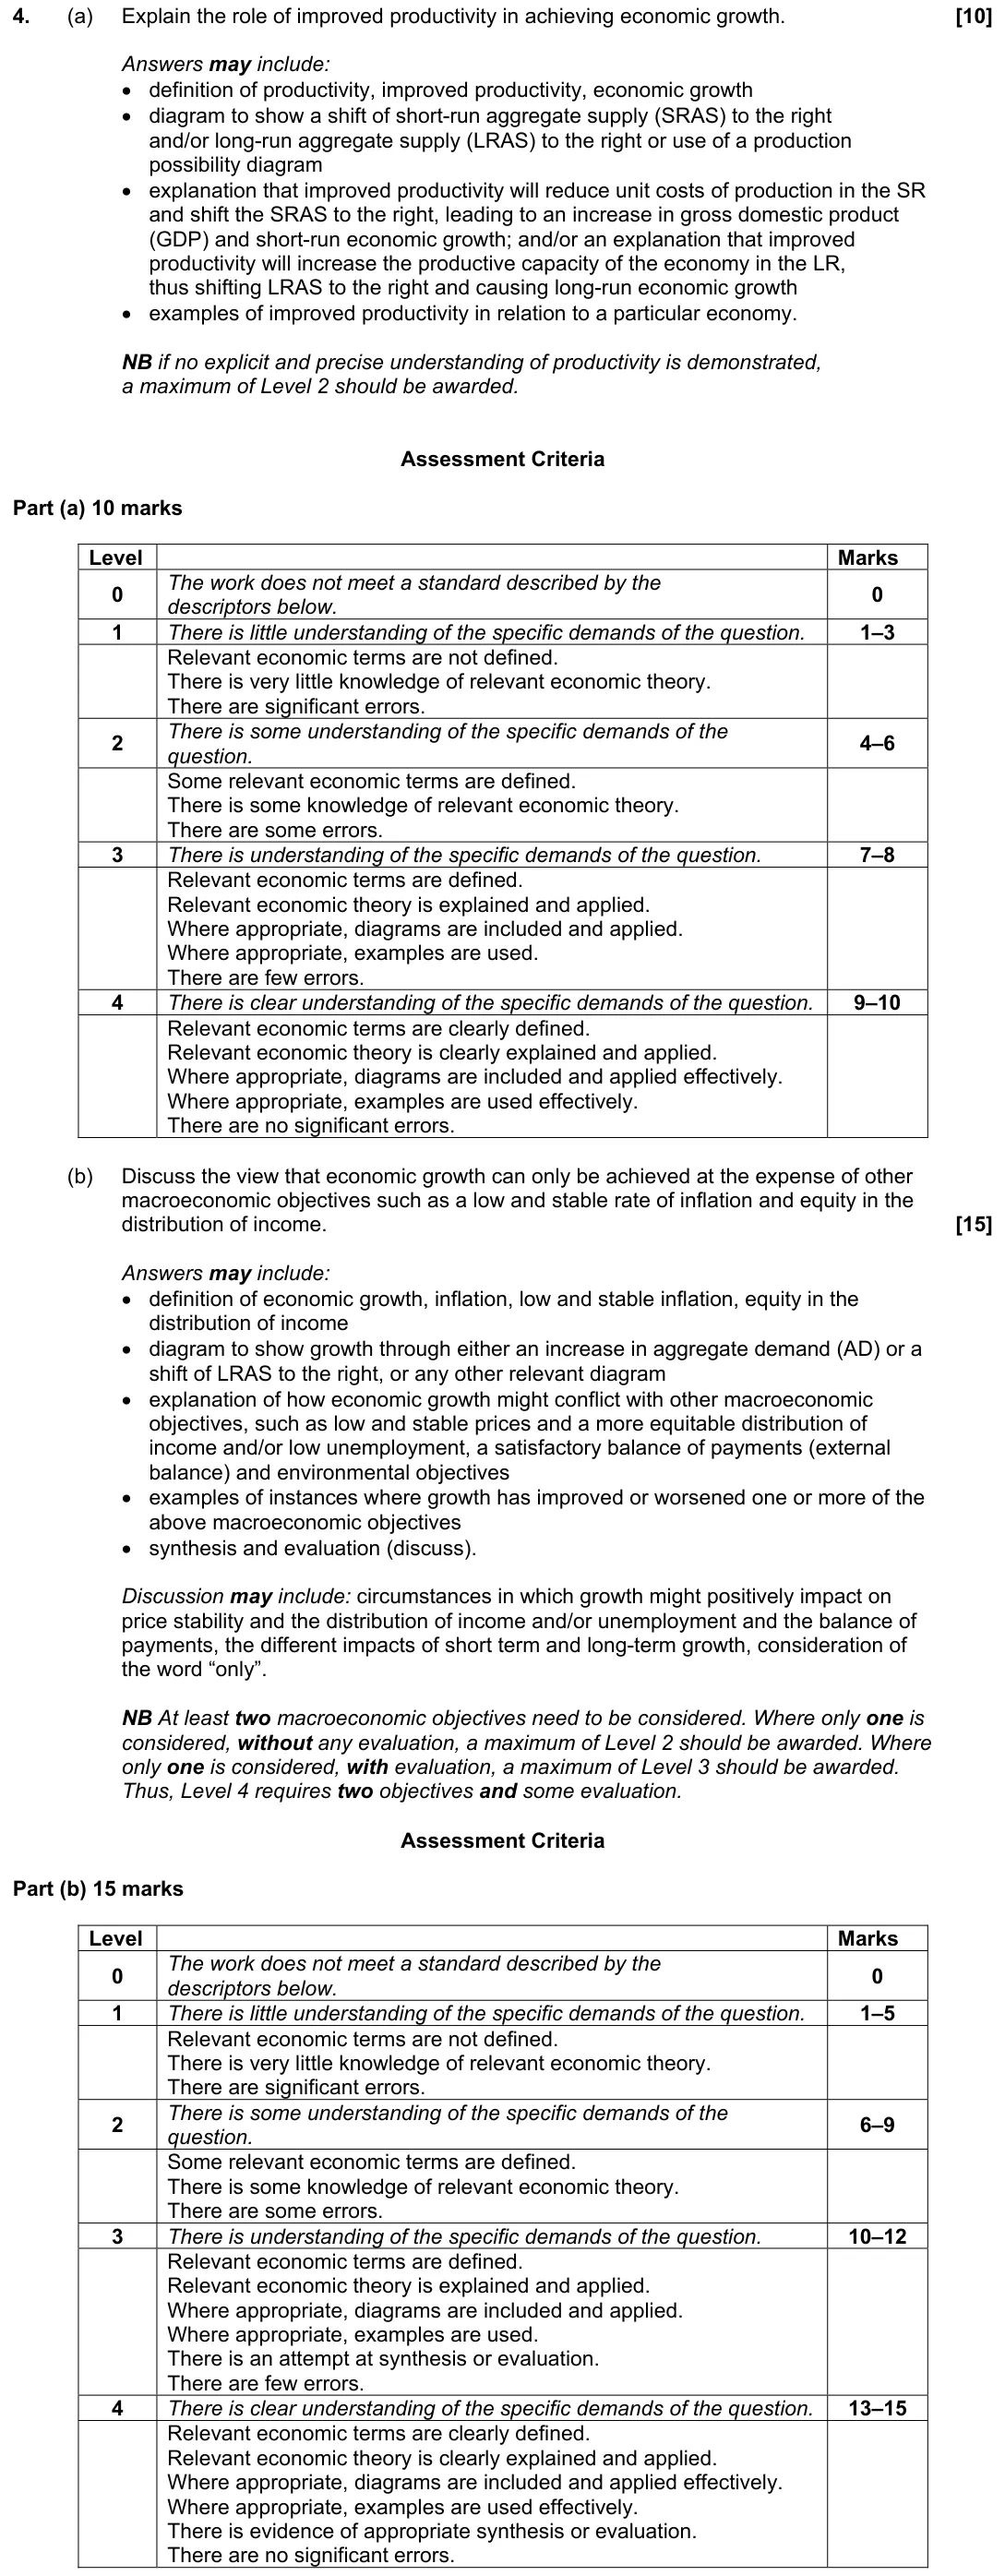 4. (a) Explain the role of improved productivity in achieving economic growth. [10]
Answers may include:
• definition of productivity, improved productivity, economic growth
• diagram to show a shift of short-run aggregate supply (SRAS) to the right
and/or long-run aggregate supply (LRAS) to the right or use of a production
possibility diagram
• explanation that improved productivity will reduce unit costs of production in the SR
and shift the SRAS to the right, leading to an increase in gross domestic product
(GDP) and short-run economic growth; and/or an explanation that improved
productivity will increase the productive capacity of the economy in the LR,
thus shifting LRAS to the right and causing long-run economic growth
• examples of improved productivity in relation to a particular economy.
NB if no explicit and precise understanding of productivity is demonstrated,
a maximum of Level 2 should be awarded.
Assessment Criteria
Part (a) 10 marks
Level Marks
0 The work does not meet a standard described by the
descriptors below. 0
1 There is little understanding of the specific demands of the question. 1–3
Relevant economic terms are not defined.
There is very little knowledge of relevant economic theory.
There are significant errors.
2 There is some understanding of the specific demands of the
question. 4–6
Some relevant economic terms are defined.
There is some knowledge of relevant economic theory.
There are some errors.
3 There is understanding of the specific demands of the question. 7–8
Relevant economic terms are defined.
Relevant economic theory is explained and applied.
Where appropriate, diagrams are included and applied.
Where appropriate, examples are used.
There are few errors.
4 There is clear understanding of the specific demands of the question. 9–10
Relevant economic terms are clearly defined.
Relevant economic theory is clearly explained and applied.
Where appropriate, diagrams are included and applied effectively.
Where appropriate, examples are used effectively.
There are no significant errors.
(b) Discuss the view that economic growth can only be achieved at the expense of other
macroeconomic objectives such as a low and stable rate of inflation and equity in the
distribution of income. [15]
Answers may include:
• definition of economic growth, inflation, low and stable inflation, equity in the
distribution of income
• diagram to show growth through either an increase in aggregate demand (AD) or a
shift of LRAS to the right, or any other relevant diagram
• explanation of how economic growth might conflict with other macroeconomic
objectives, such as low and stable prices and a more equitable distribution of
income and/or low unemployment, a satisfactory balance of payments (external
balance) and environmental objectives
• examples of instances where growth has improved or worsened one or more of the
above macroeconomic objectives
• synthesis and evaluation (discuss).
Discussion may include: circumstances in which growth might positively impact on
price stability and the distribution of income and/or unemployment and the balance of
payments, the different impacts of short term and long-term growth, consideration of
the word “only”.
NB At least two macroeconomic objectives need to be considered. Where only one is
considered, without any evaluation, a maximum of Level 2 should be awarded. Where
only one is considered, with evaluation, a maximum of Level 3 should be awarded.
Thus, Level 4 requires two objectives and some evaluation.
Assessment Criteria
Part (b) 15 marks
Level Marks
0 The work does not meet a standard described by the
descriptors below. 0
1 There is little understanding of the specific demands of the question. 1–5
Relevant economic terms are not defined.
There is very little knowledge of relevant economic theory.
There are significant errors.
2 There is some understanding of the specific demands of the
question. 6–9
Some relevant economic terms are defined.
There is some knowledge of relevant economic theory.
There are some errors.
3 There is understanding of the specific demands of the question. 10–12
Relevant economic terms are defined.
Relevant economic theory is explained and applied.
Where appropriate, diagrams are included and applied.
Where appropriate, examples are used.
There is an attempt at synthesis or evaluation.
There are few errors.
4 There is clear understanding of the specific demands of the question. 13–15
Relevant economic terms are clearly defined.
Relevant economic theory is clearly explained and applied.
Where appropriate, diagrams are included and applied effectively.
Where appropriate, examples are used effectively.
There is evidence of appropriate synthesis or evaluation.
There are no significant errors.